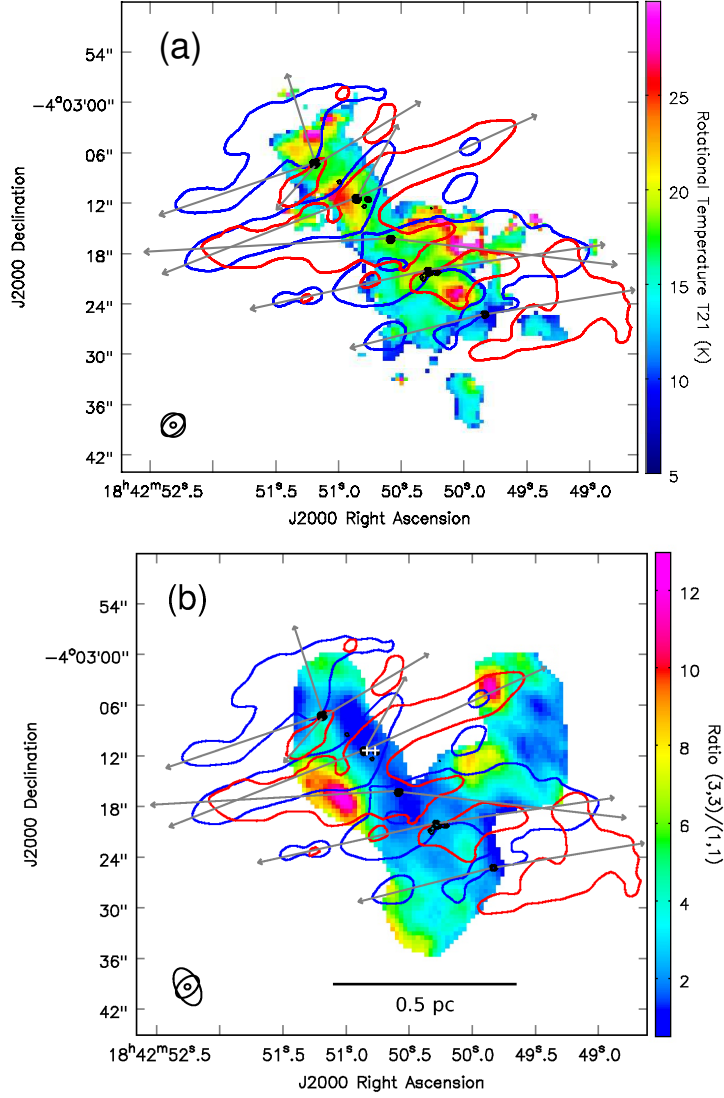 (a)
54"
−4°03'00"
06"
12"
18"
24"
30"
36"
42"
J2000 Declination
18ʰ42ᵐ52ˢ.5 51ˢ.5 51ˢ.0 50ˢ.5 50ˢ.0 49ˢ.5 49ˢ.0
J2000 Right Ascension
25
20
15
10
5
Rotational Temperature T21 (K)
(b)
54"
−4°03'00"
06"
12"
18"
24"
30"
36"
42"
J2000 Declination
0.5 pc
18ʰ42ᵐ52ˢ.5 51ˢ.5 51ˢ.0 50ˢ.5 50ˢ.0 49ˢ.5 49ˢ.0
J2000 Right Ascension
12
10
8
6
4
2
Ratio (3,3)/(1,1)